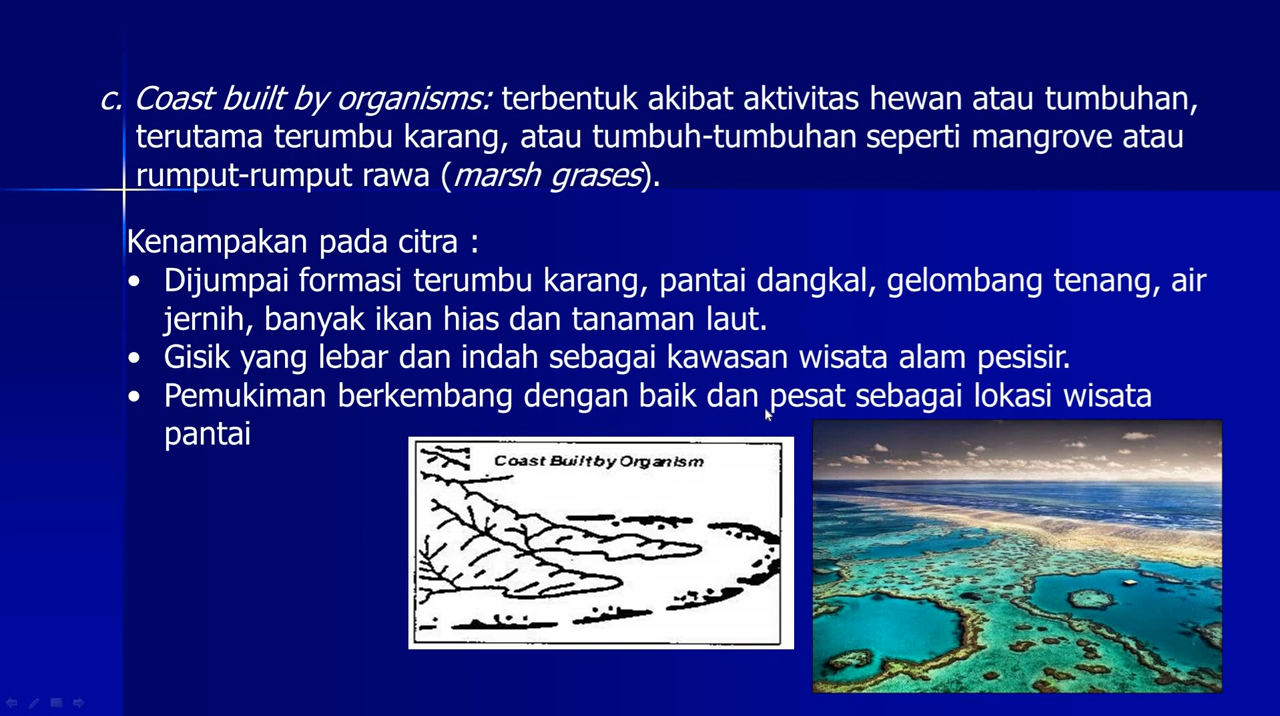 c. Coast built by organisms: terbentuk akibat aktivitas hewan atau tumbuhan,
terutama terumbu karang, atau tumbuh-tumbuhan seperti mangrove atau
rumput-rumput rawa (marsh grases).
Kenampakan pada citra :
• Dijumpai formasi terumbu karang, pantai dangkal, gelombang tenang, air
jernih, banyak ikan hias dan tanaman laut.
• Gisik yang lebar dan indah sebagai kawasan wisata alam pesisir.
• Pemukiman berkembang dengan baik dan pesat sebagai lokasi wisata
pantai
Coast Built by Organism